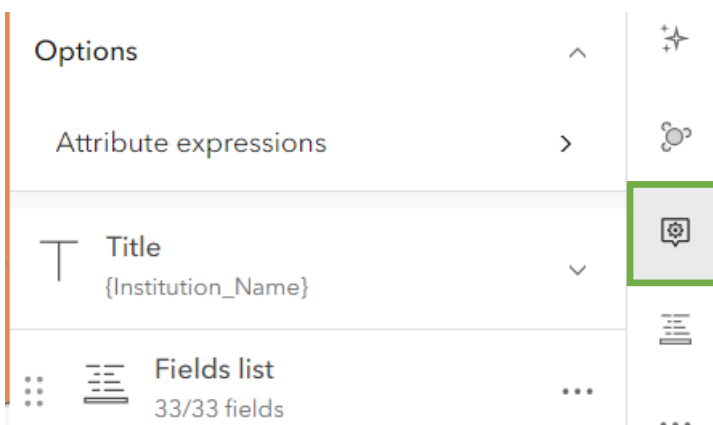 Options
Attribute expressions
Title
{Institution_Name}
Fields list
33/33 fields